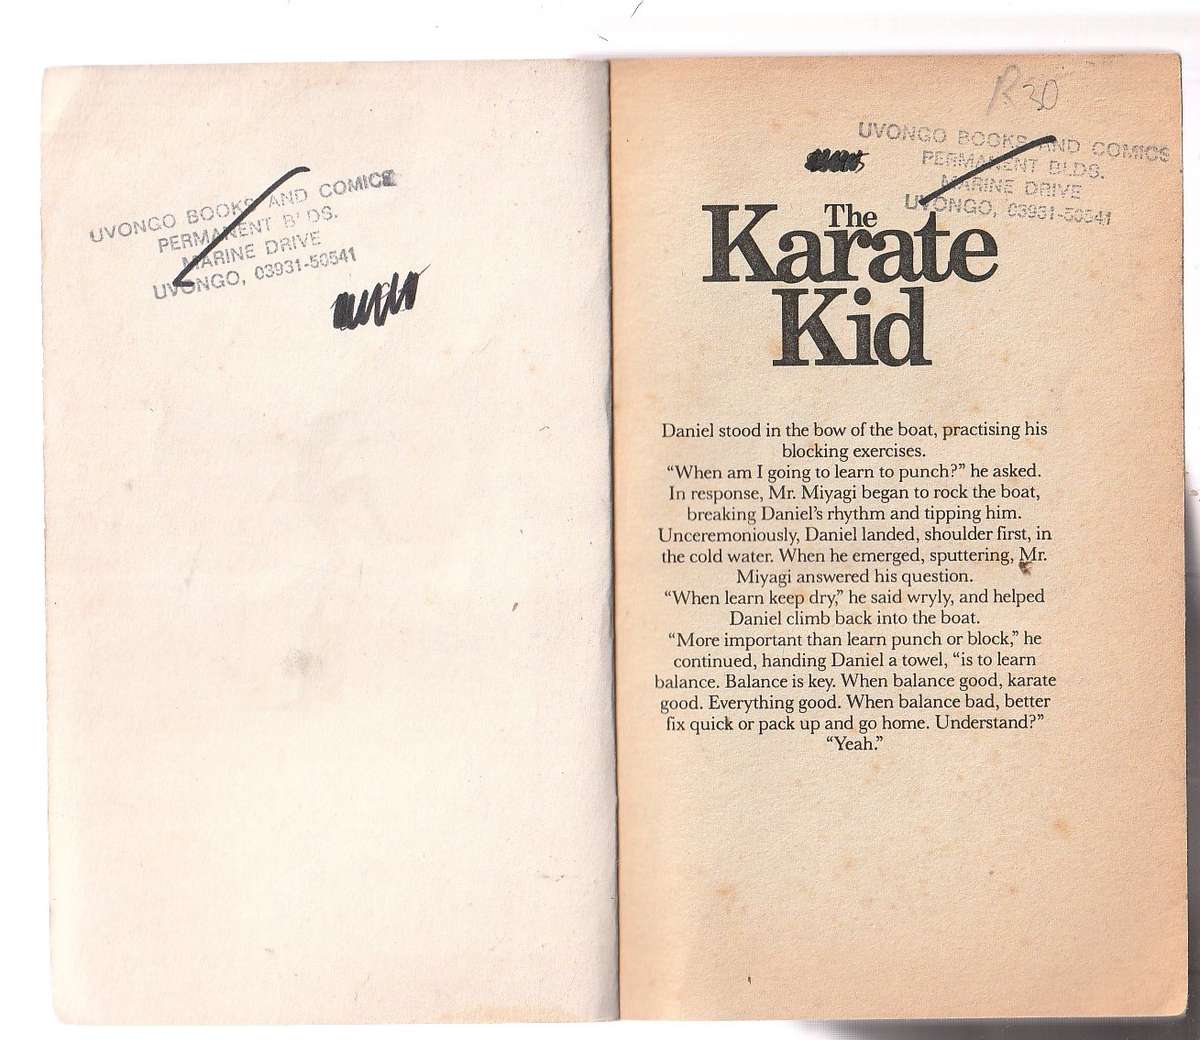 UVONGO BOOKS AND COMICS
PERMANENT BLDS.
MARINE DRIVE
UVONGO, 03931-50541
R30
UVONGO BOOKS AND COMICS
PERMANENT BLDS.
MARINE DRIVE
UVONGO, 03931-50541
The
Karate
Kid
Daniel stood in the bow of the boat, practising his
blocking exercises.
“When am I going to learn to punch?” he asked.
In response, Mr. Miyagi began to rock the boat,
breaking Daniel’s rhythm and tipping him.
Unceremoniously, Daniel landed, shoulder first, in
the cold water. When he emerged, sputtering, Mr.
Miyagi answered his question.
“When learn keep dry,” he said wryly, and helped
Daniel climb back into the boat.
“More important than learn punch or block,” he
continued, handing Daniel a towel, “is to learn
balance. Balance is key. When balance good, karate
good. Everything good. When balance bad, better
fix quick or pack up and go home. Understand?”
“Yeah.”